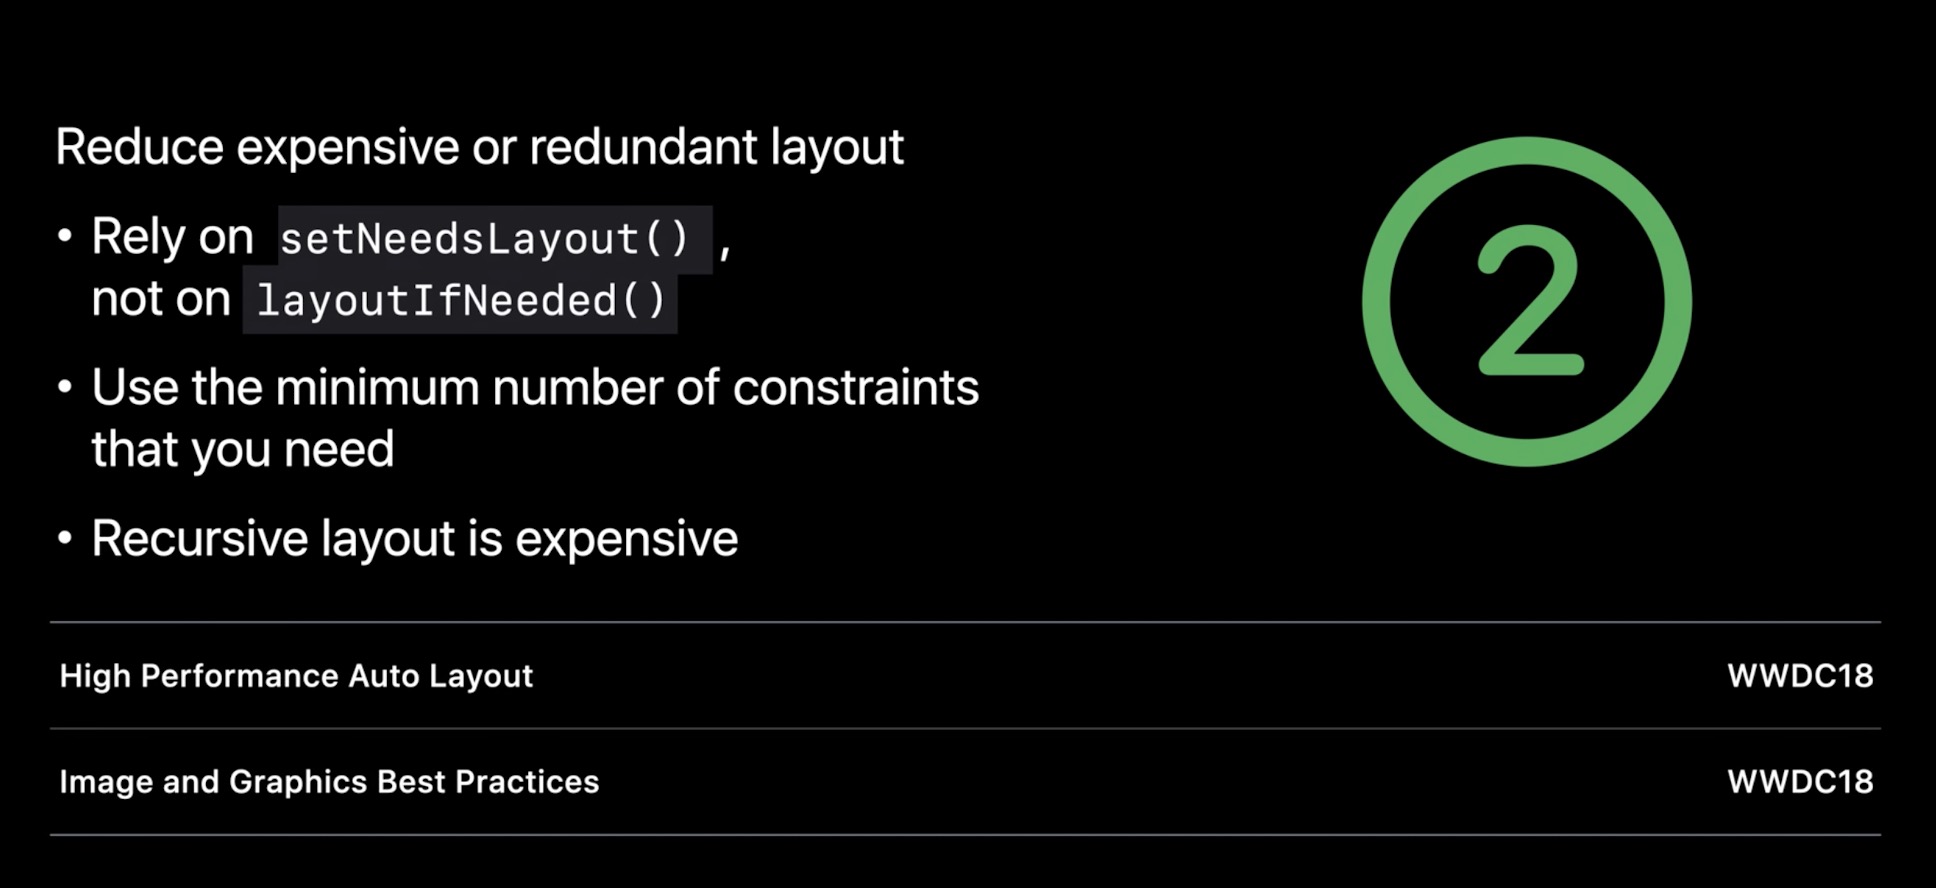 Reduce expensive or redundant layout
• Rely on setNeedsLayout() ,
not on layoutIfNeeded()
• Use the minimum number of constraints
that you need
• Recursive layout is expensive
2
High Performance Auto Layout WWDC18
Image and Graphics Best Practices WWDC18